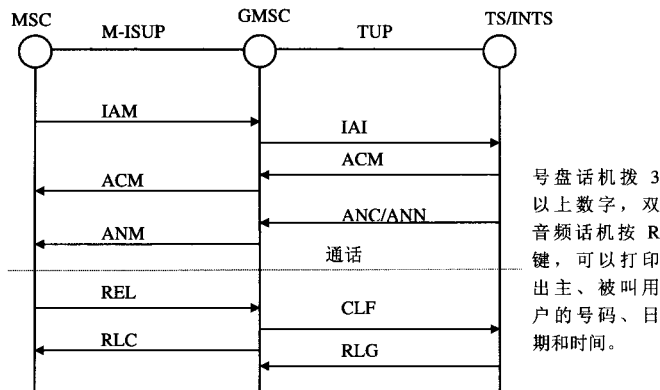 MSC GMSC TS/INTS
M-ISUP TUP
IAM
IAI
ACM
ACM
ANC/ANN
ANM
通话
REL
CLF
RLC
RLG
号盘话机拨 3
以上数字，双
音频话机按 R
键，可以打印
出主、被叫用
户的号码、日
期和时间。